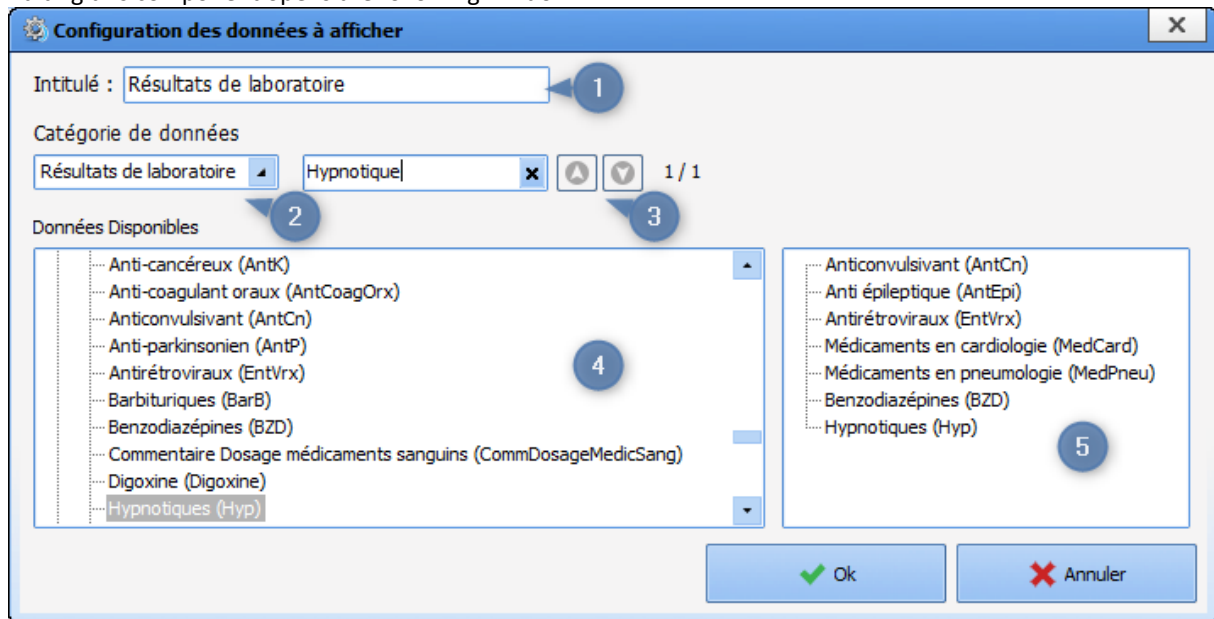 Configuration des données à afficher
Intitulé : Résultats de laboratoire
1
Catégorie de données
Résultats de laboratoire Hypnotique 1 / 1
2
3
Données Disponibles
Anti-cancéreux (AntK)
Anti-coagulant oraux (AntCoagOrx)
Anticonvulsivant (AntCn)
Anti-parkinsonien (AntP)
Antirétroviraux (EntVrx)
Barbituriques (BarB)
Benzodiazépines (BZD)
Commentaire Dosage médicaments sanguins (CommDosageMedicSang)
Digoxine (Digoxine)
Hypnotiques (Hyp)
4
Anticonvulsivant (AntCn)
Anti épileptique (AntEpi)
Antirétroviraux (EntVrx)
Médicaments en cardiologie (MedCard)
Médicaments en pneumologie (MedPneu)
Benzodiazépines (BZD)
Hypnotiques (Hyp)
5
Ok
Annuler